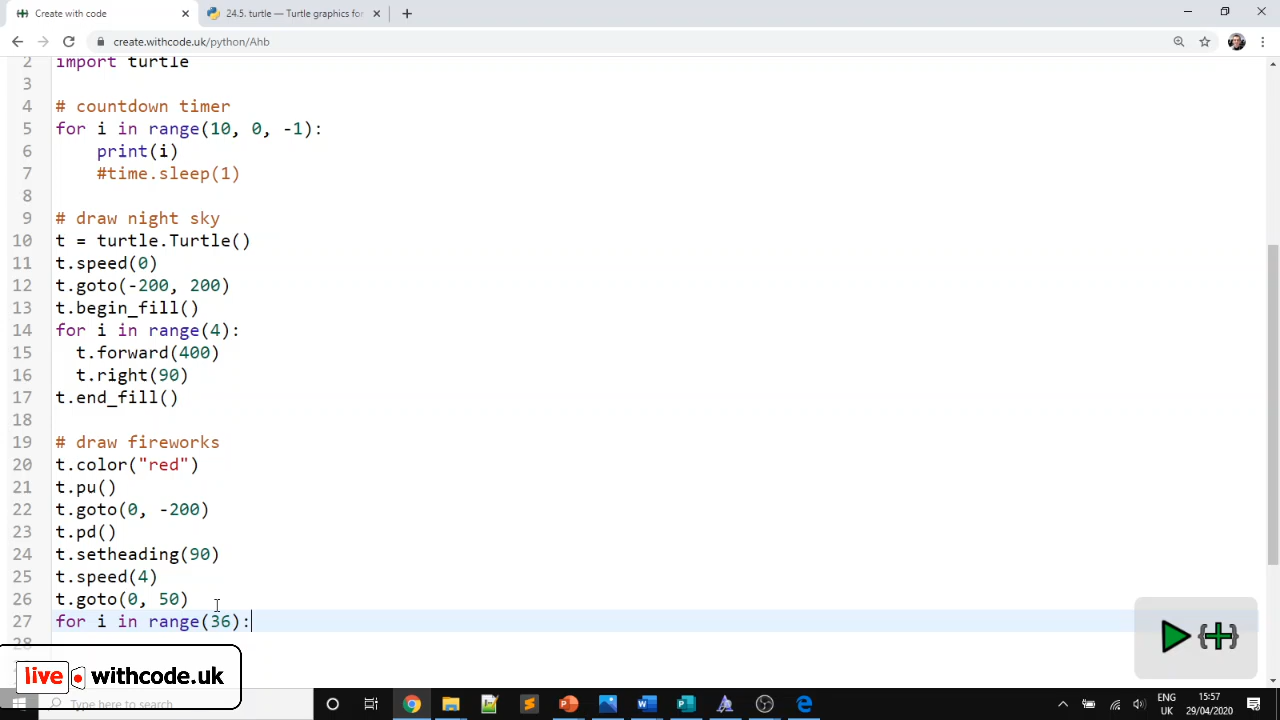 Create with code
24.5. turtle — Turtle graphics for
create.withcode.uk/python/Ahb
2 import turtle
3
4 # countdown timer
5 for i in range(10, 0, -1):
6 print(i)
7 #time.sleep(1)
8
9 # draw night sky
10 t = turtle.Turtle()
11 t.speed(0)
12 t.goto(-200, 200)
13 t.begin_fill()
14 for i in range(4):
15 t.forward(400)
16 t.right(90)
17 t.end_fill()
18
19 # draw fireworks
20 t.color("red")
21 t.pu()
22 t.goto(0, -200)
23 t.pd()
24 t.setheading(90)
25 t.speed(4)
26 t.goto(0, 50)
27 for i in range(36):
28
{+}
live withcode.uk
Type here to search
ENG
UK
15:57
29/04/2020